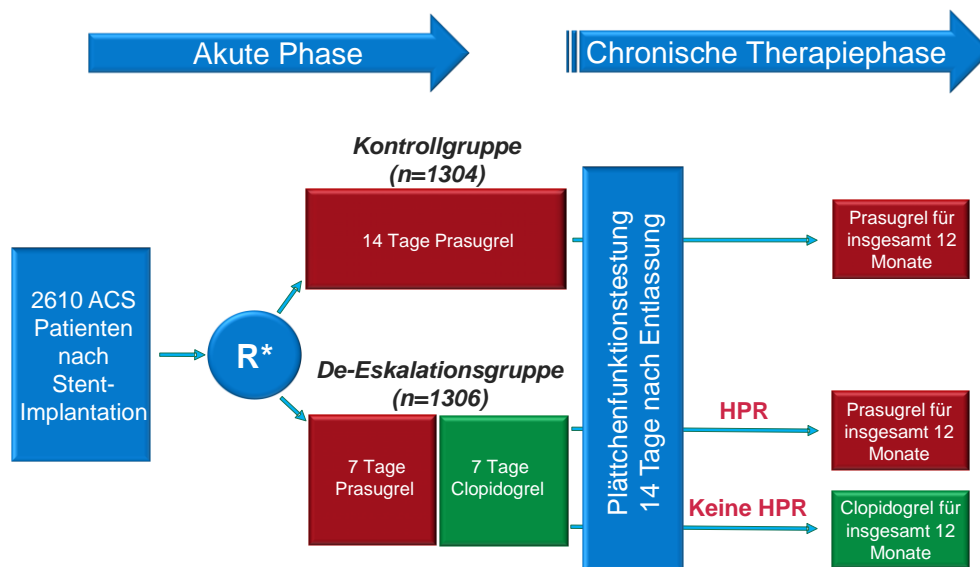 Akute Phase
Chronische Therapiephase
Kontrollgruppe
(n=1304)
14 Tage Prasugrel
2610 ACS
Patienten
nach
Stent-
Implantation
R*
De-Eskalationsgruppe
(n=1306)
7 Tage
Prasugrel
7 Tage
Clopidogrel
Plättchenfunktionstestung
14 Tage nach Entlassung
Prasugrel für
insgesamt 12
Monate
HPR
Prasugrel für
insgesamt 12
Monate
Keine HPR
Clopidogrel für
insgesamt 12
Monate